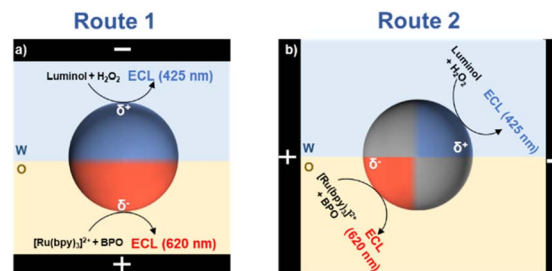 Route 1
Route 2
a)
−
Luminol + H₂O₂ ECL (425 nm)
δ⁺
W
O
δ⁻
[Ru(bpy)₃]²⁺ + BPO ECL (620 nm)
+
b)
Luminol
+ H₂O₂
ECL (425 nm)
W
O
+
δ⁻
δ⁺
-
[Ru(bpy)₃]²⁺
+ BPO
ECL
(620 nm)